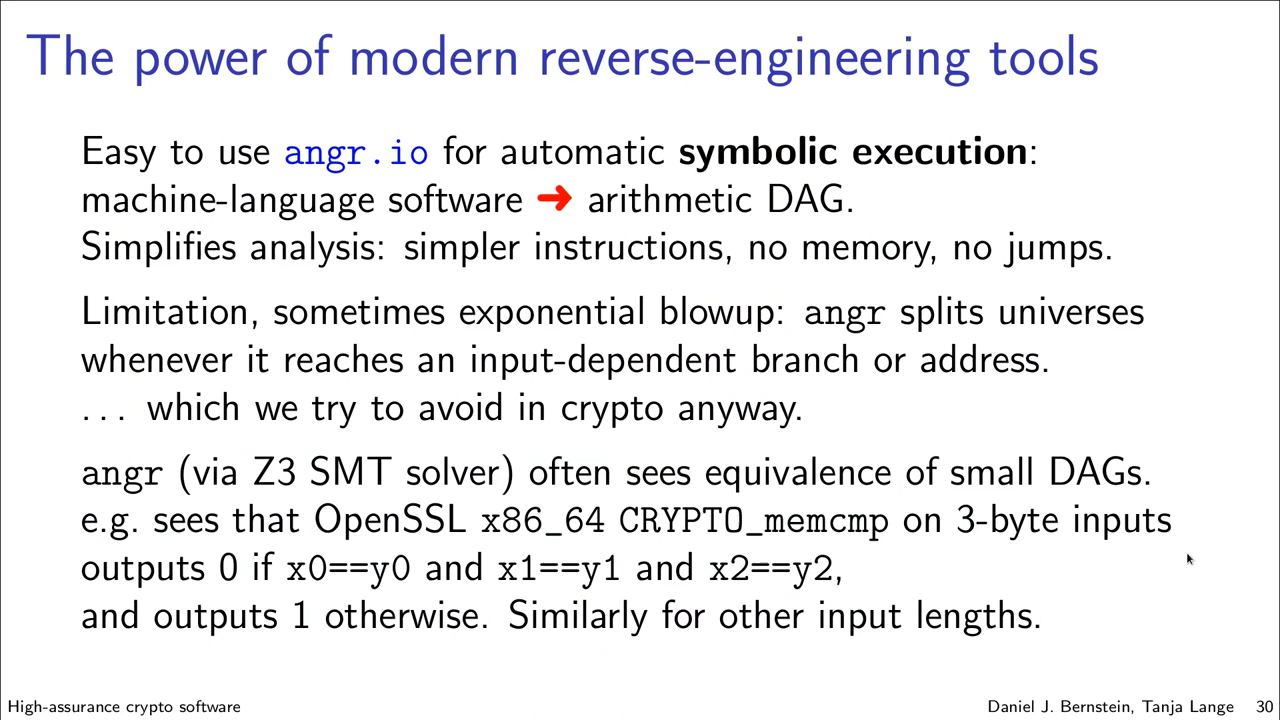 The power of modern reverse-engineering tools
Easy to use angr.io for automatic symbolic execution:
machine-language software ➜ arithmetic DAG.
Simplifies analysis: simpler instructions, no memory, no jumps.
Limitation, sometimes exponential blowup: angr splits universes
whenever it reaches an input-dependent branch or address.
... which we try to avoid in crypto anyway.
angr (via Z3 SMT solver) often sees equivalence of small DAGs.
e.g. sees that OpenSSL x86_64 CRYPTO_memcmp on 3-byte inputs
outputs 0 if x0==y0 and x1==y1 and x2==y2,
and outputs 1 otherwise. Similarly for other input lengths.
High-assurance crypto software
Daniel J. Bernstein, Tanja Lange 30